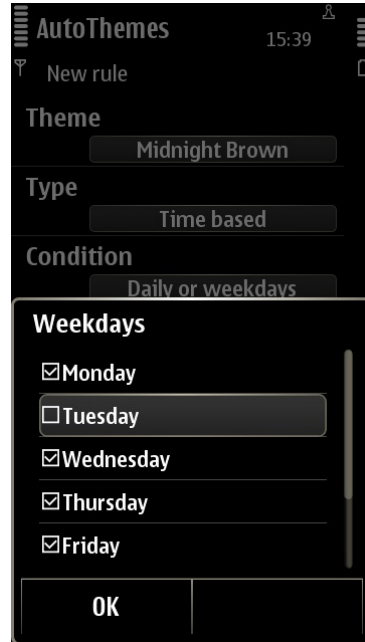 AutoThemes
15:39
New rule
Theme
Midnight Brown
Type
Time based
Condition
Daily or weekdays
Weekdays
Monday
Tuesday
Wednesday
Thursday
Friday
OK